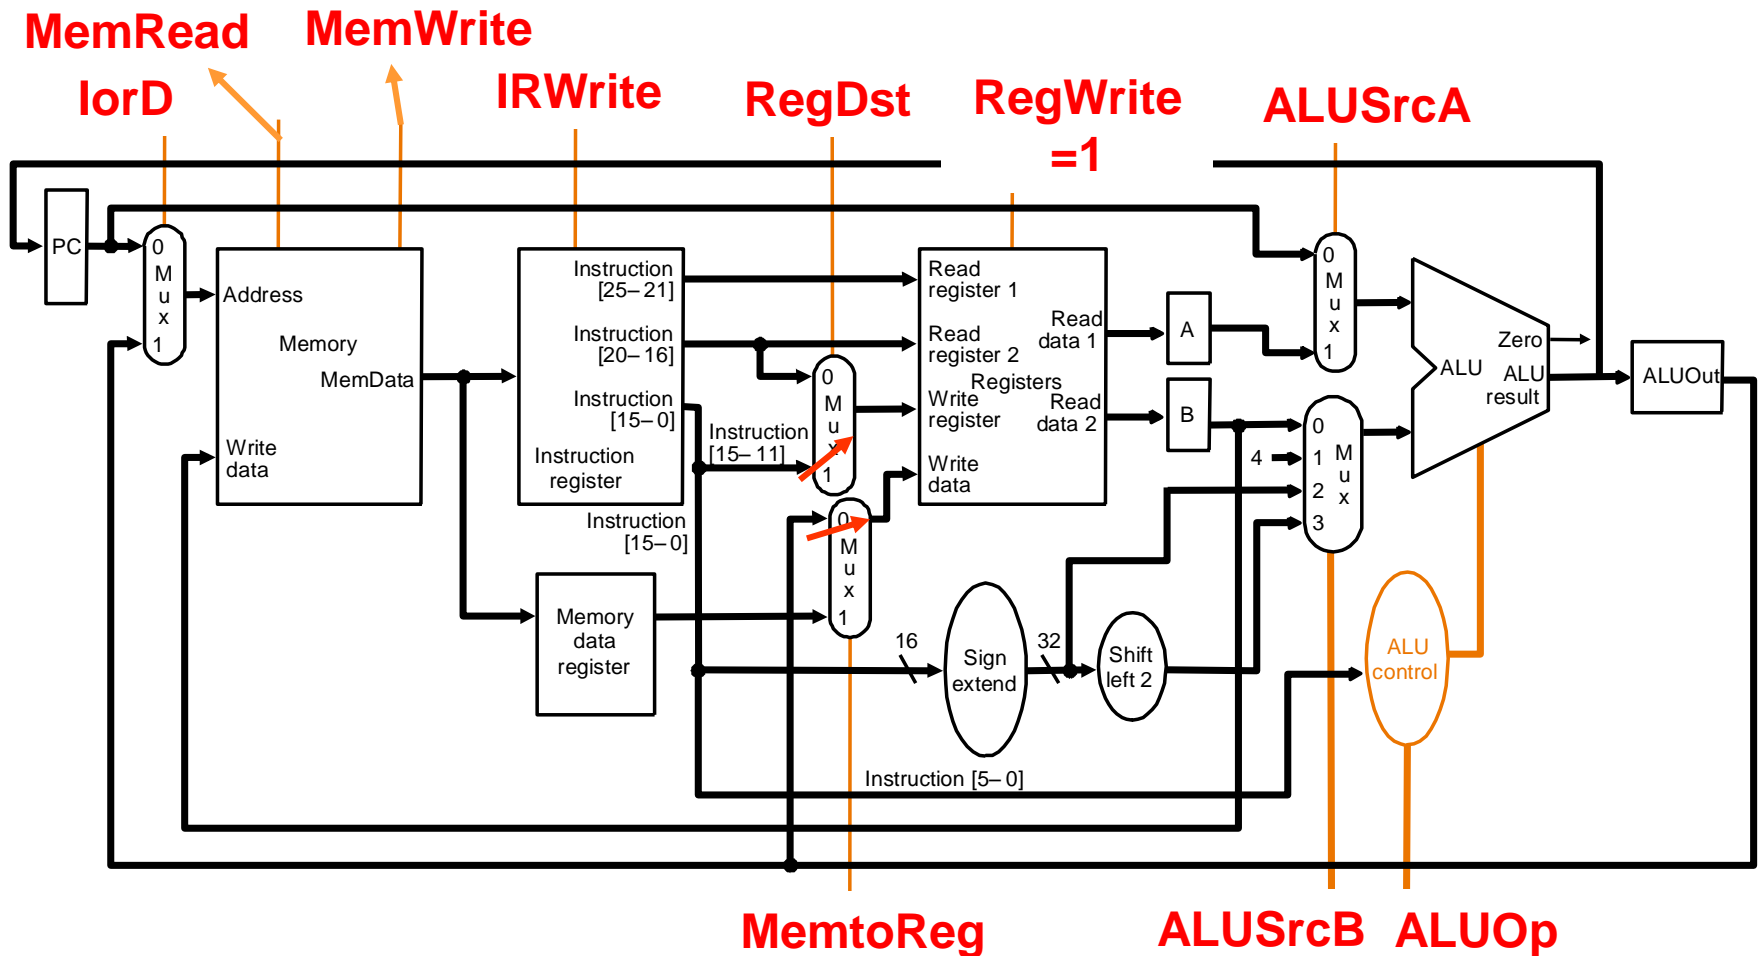 MemRead
MemWrite
IorD
IRWrite
RegDst
RegWrite
=1
ALUSrcA
PC
0
M
u
x
1
Address
Memory
MemData
Write
data
Instruction
[25–21]
Instruction
[20–16]
Instruction
[15–0]
Instruction
register
Instruction
[15–11]
0
M
u
x
1
Read
register 1
Read
register 2
Registers
Write
register
Write
data
Read
data 1
Read
data 2
A
B
0
M
u
x
1
4
0
1
2
3
M
u
x
Zero
ALU
ALU
result
ALUOut
Instruction
[15–0]
Memory
data
register
0
M
u
x
1
16
Sign
extend
32
Shift
left 2
ALU
control
Instruction [5–0]
MemtoReg
ALUSrcB
ALUOp